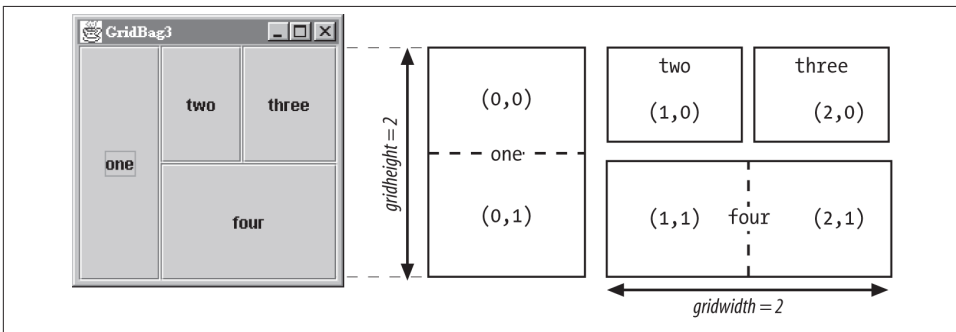 GridBag3
one
two
three
four
gridheight = 2
(0,0)
one
(0,1)
two
(1,0)
three
(2,0)
(1,1) four (2,1)
gridwidth = 2